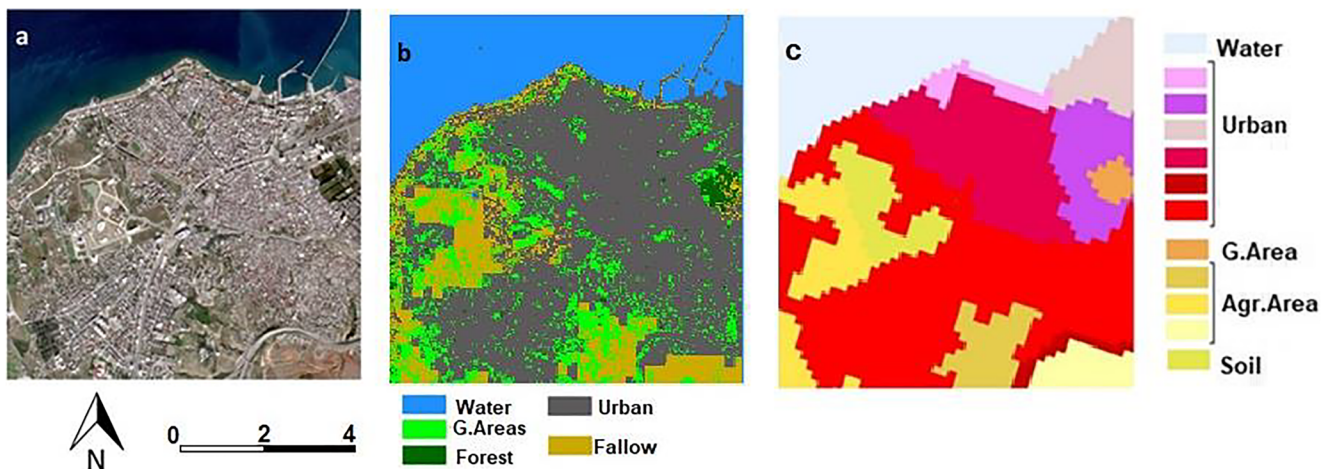 a
b
c
Water
Urban
G.Area
Agr.Area
Soil
0 2 4
N
Water
G.Areas
Forest
Urban
Fallow